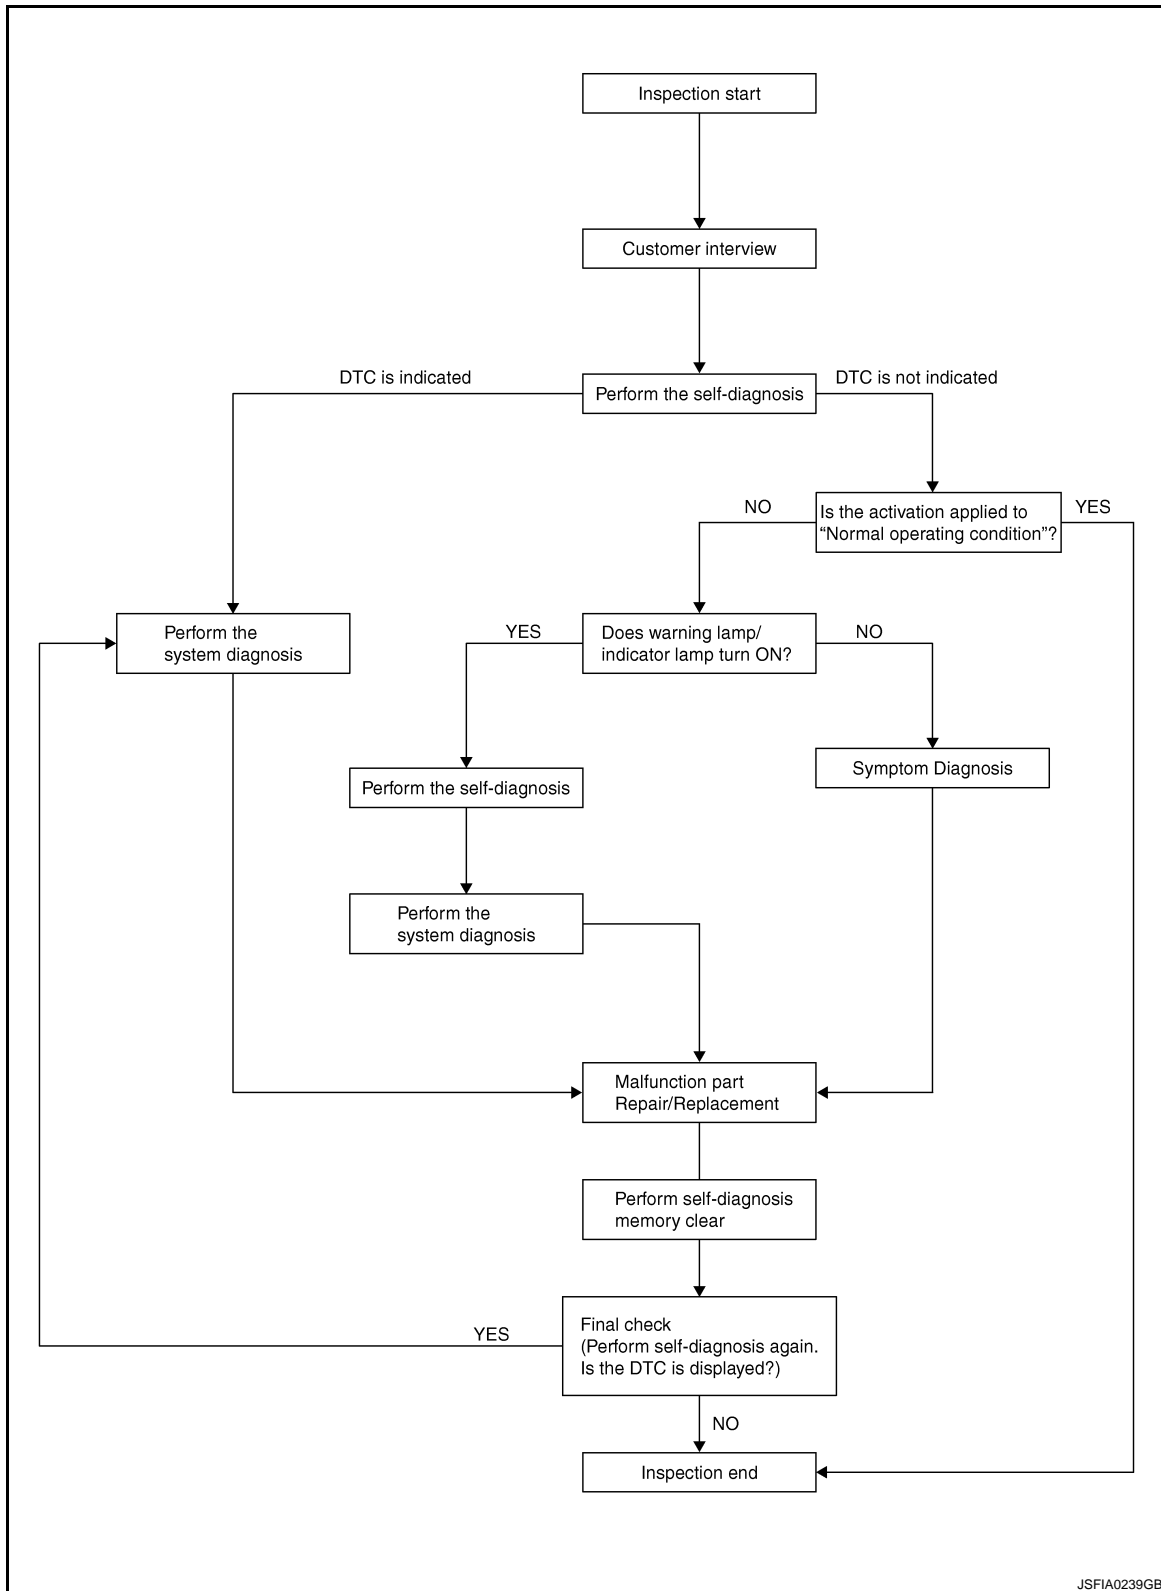 Inspection start
Customer interview
DTC is indicated
DTC is not indicated
Perform the self-diagnosis
NO
Is the activation applied to
“Normal operating condition”?
YES
Perform the
system diagnosis
YES
Does warning lamp/
indicator lamp turn ON?
NO
Symptom Diagnosis
Perform the self-diagnosis
Perform the
system diagnosis
Malfunction part
Repair/Replacement
Perform self-diagnosis
memory clear
YES
Final check
(Perform self-diagnosis again.
Is the DTC is displayed?)
NO
Inspection end
JSFIA0239GB